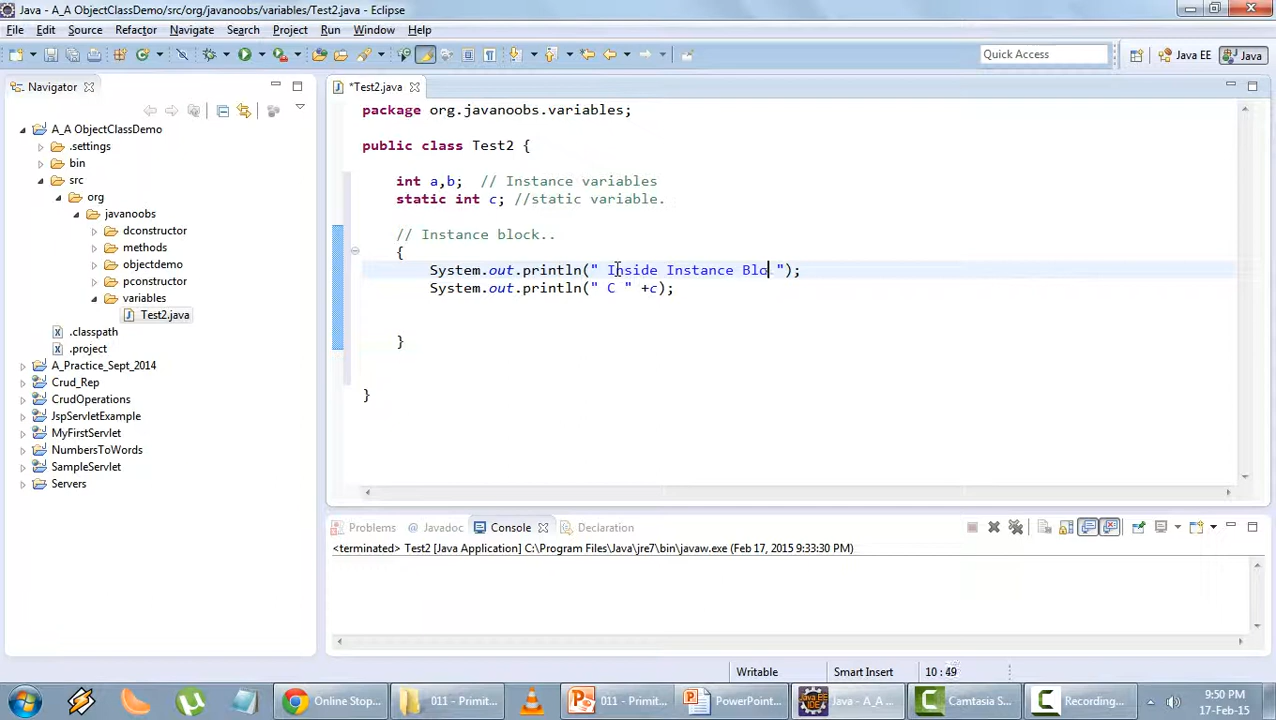 Java - A_A ObjectClassDemo/src/org/javanoobs/variables/Test2.java - Eclipse
File Edit Source Refactor Navigate Search Project Run Window Help
Quick Access Java EE Java
Navigator
*Test2.java
A_A ObjectClassDemo
.settings
bin
src
org
javanoobs
dconstructor
methods
objectdemo
pconstructor
variables
Test2.java
.classpath
.project
A_Practice_Sept_2014
Crud_Rep
CrudOperations
JspServletExample
MyFirstServlet
NumbersToWords
SampleServlet
Servers
package org.javanoobs.variables;
public class Test2 {
int a,b; // Instance variables
static int c; //static variable.
// Instance block..
{
System.out.println(" Inside Instance Blo ");
System.out.println(" C " +c);
}
}
Problems @ Javadoc Console Declaration
<terminated> Test2 [Java Application] C:\Program Files\Java\jre7\bin\javaw.exe (Feb 17, 2015 9:33:30 PM)
Writable Smart Insert 10 : 49
Online Stop... 011 - Primit... 011 - Primit... PowerPoint... Java - A_A ... Camtasia S... Recording...
9:50 PM
17-Feb-15